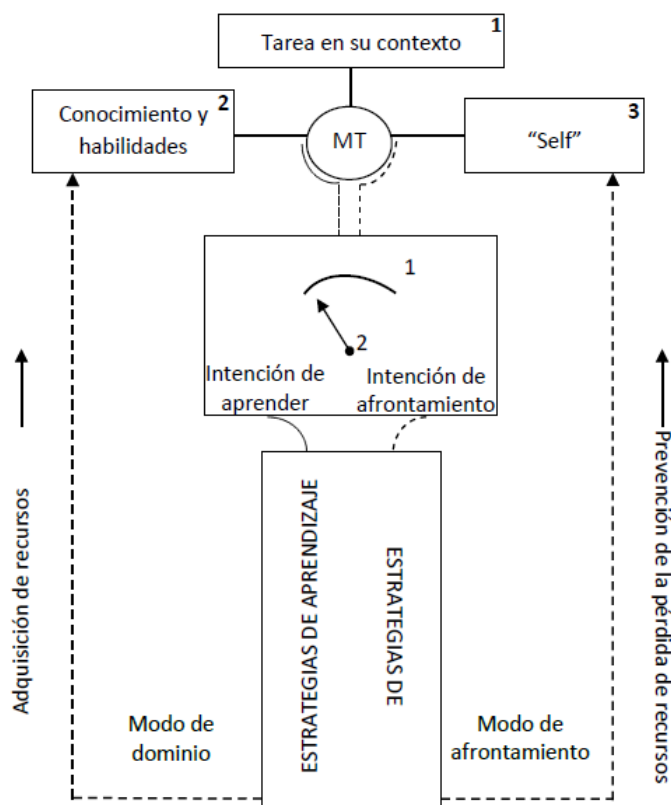 1
Tarea en su contexto
2
Conocimiento y
habilidades
MT
3
“Self”
1
2
Intención de
aprender
Intención de
afrontamiento
Adquisición de recursos
ESTRATEGIAS DE APRENDIZAJE
ESTRATEGIAS DE
Prevención de la pérdida de recursos
Modo de
dominio
Modo de
afrontamiento